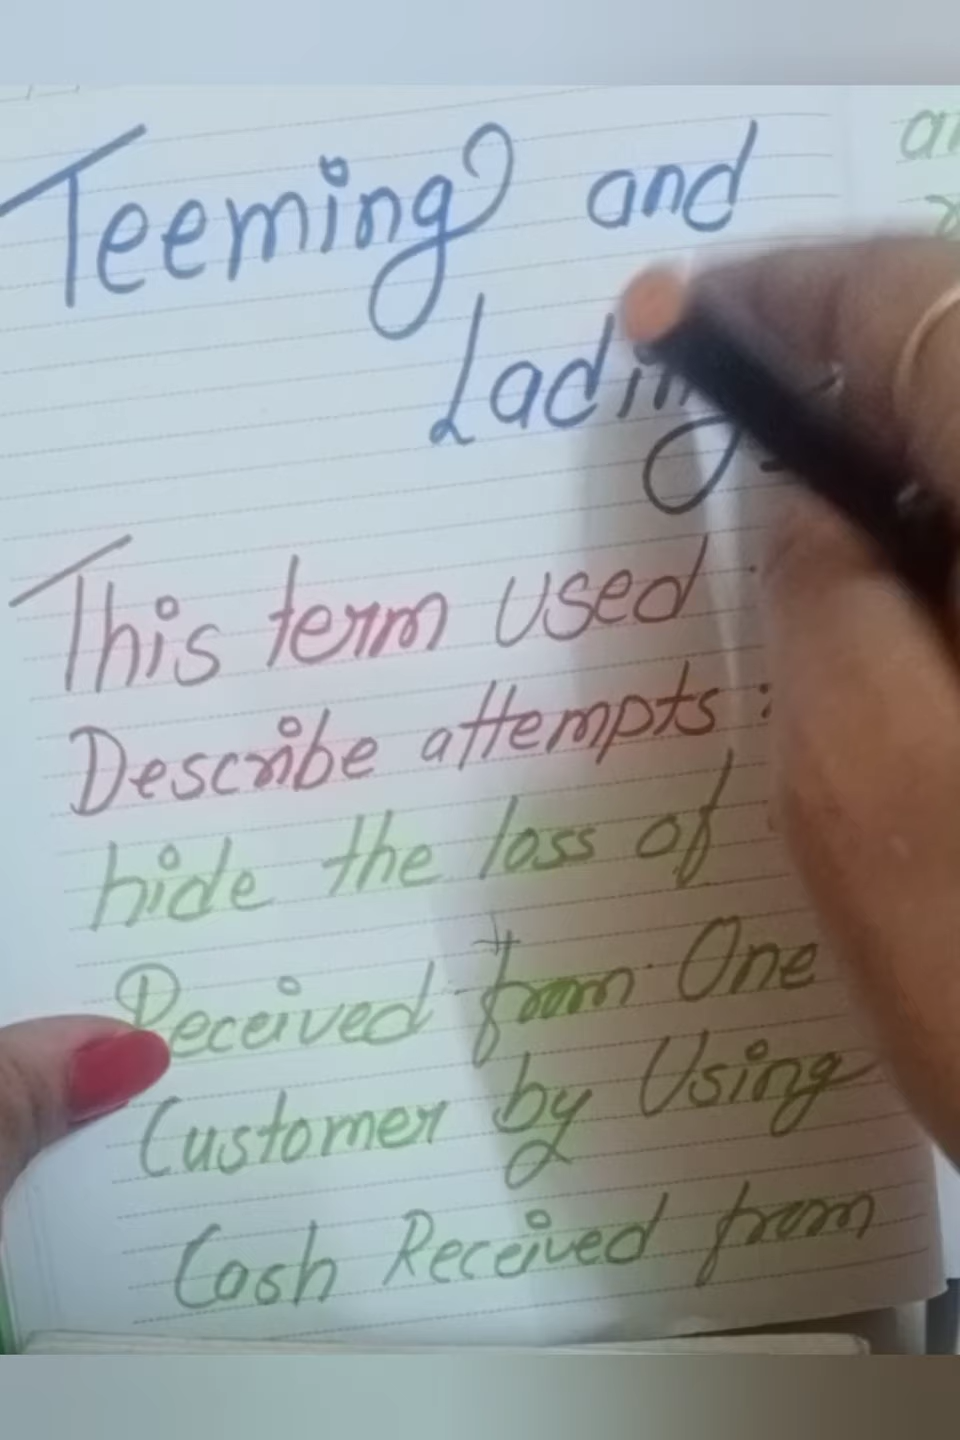 Teeming and
Lading
This term used
Describe attempts
hide the loss of
Received from One
Customer by Using
Cash Received from